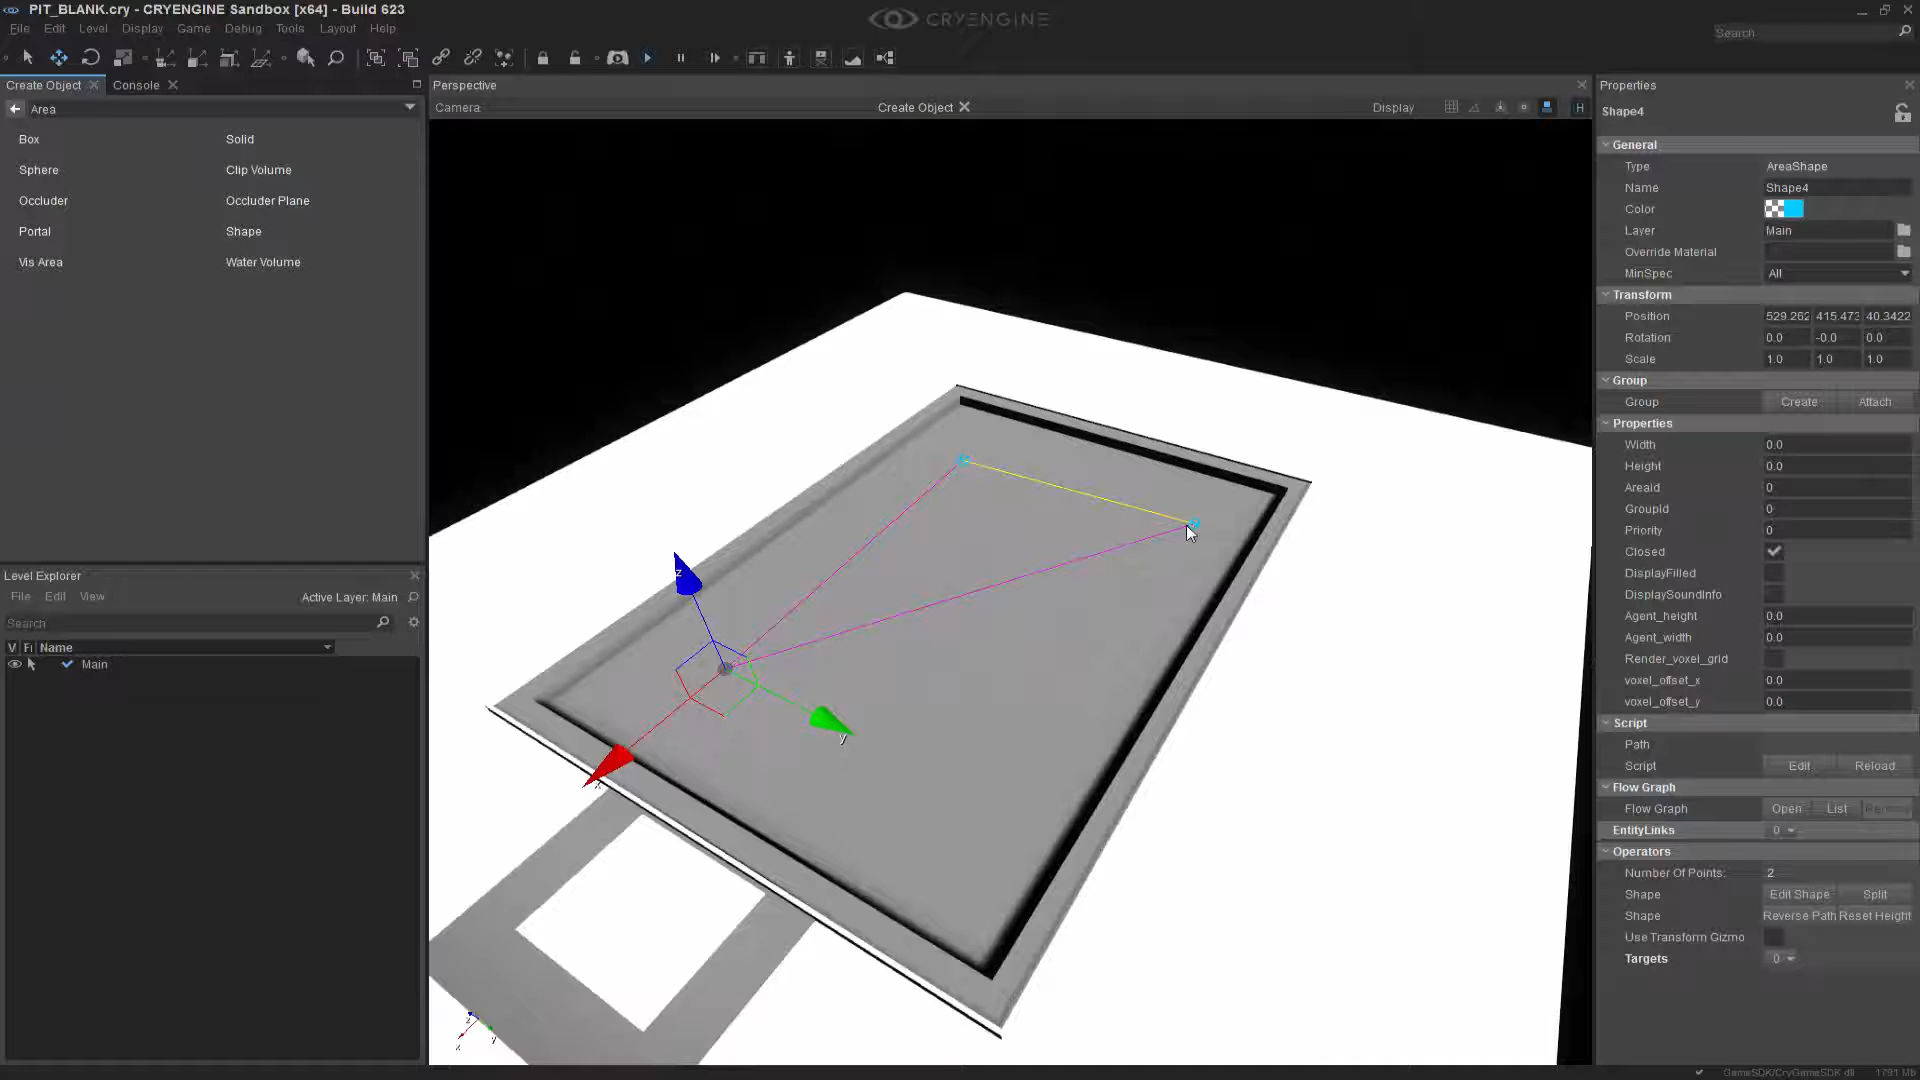 PIT_BLANK.cry - CRYENGINE Sandbox [x64] - Build 623
CRYENGINE
File Edit Level Display Game Debug Tools Layout Help
Search
Create Object Console
Area
Box Solid
Sphere Clip Volume
Occluder Occluder Plane
Portal Shape
Vis Area Water Volume
Perspective
Camera Create Object Display H
z
y
x
z
y
x
Level Explorer
File Edit View Active Layer: Main
Search
V Name
Main
Properties
Shape4
General
Type AreaShape
Name Shape4
Color
Layer Main
Override Material
MinSpec All
Transform
Position 529.262 415.473 40.3422
Rotation 0.0 -0.0 0.0
Scale 1.0 1.0 1.0
Group
Group Create Attach
Properties
Width 0.0
Height 0.0
AreaId 0
GroupId 0
Priority 0
Closed
DisplayFilled
DisplaySoundInfo
Agent_height 0.0
Agent_width 0.0
Render_voxel_grid
voxel_offset_x 0.0
voxel_offset_y 0.0
Script
Path
Script Edit Reload
Flow Graph
Flow Graph Open List
EntityLinks 0
Operators
Number Of Points: 2
Shape Edit Shape Split
Shape Reverse Path Reset Height
Use Transform Gizmo
Targets 0
GameSDK/CryGameSDK.dll 1791 Mb